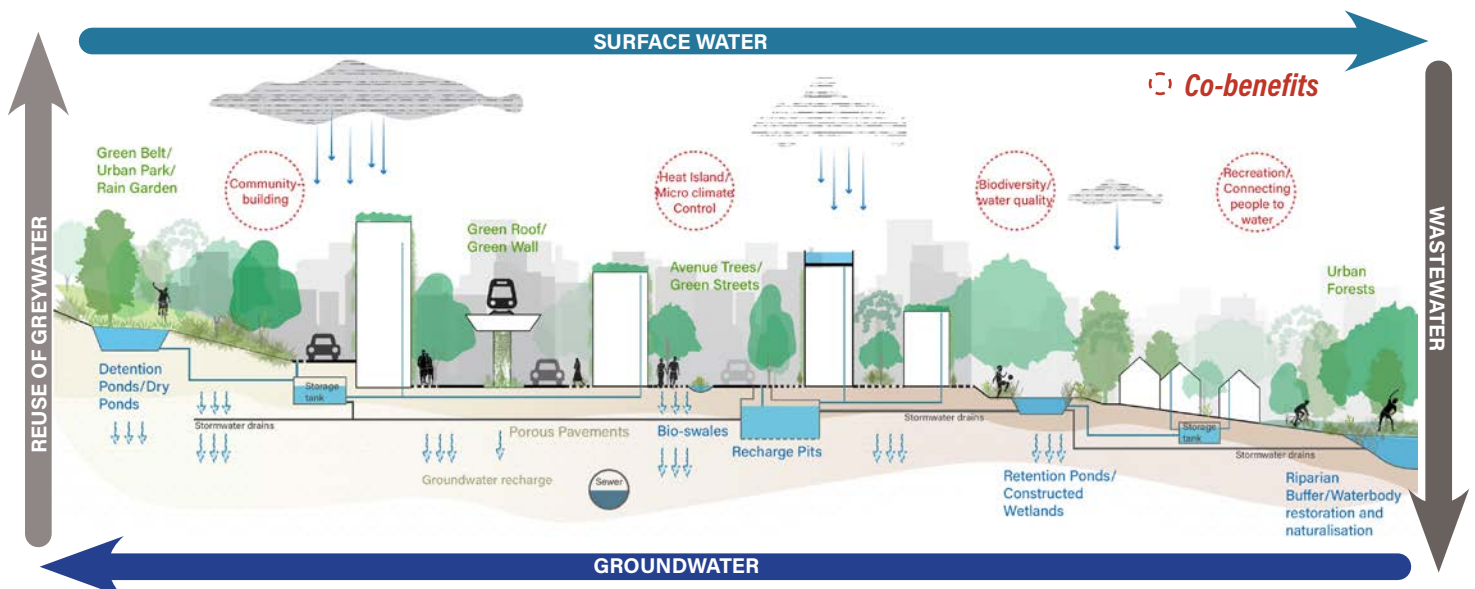 SURFACE WATER
Co-benefits
REUSE OF GREYWATER
WASTEWATER
Green Belt/
Urban Park/
Rain Garden
Community-
building
Green Roof/
Green Wall
Heat Island/
Micro climate
Control
Avenue Trees/
Green Streets
Biodiversity/
water quality
Recreation/
Connecting
people to
water
Urban
Forests
Detention
Ponds/Dry
Ponds
Storage
tank
Stormwater drains
Porous Pavements
Groundwater recharge
Sewer
Bio-swales
Recharge Pits
Stormwater drains
Retention Ponds/
Constructed
Wetlands
Storage
tank
Stormwater drains
Riparian
Buffer/Waterbody
restoration and
naturalisation
GROUNDWATER